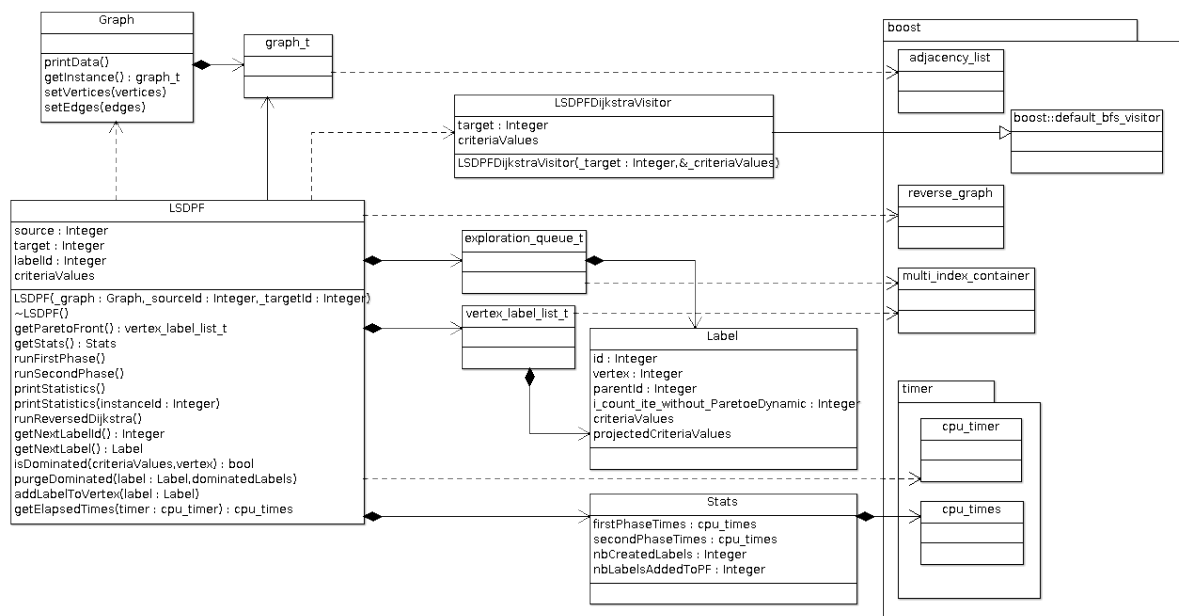 Graph
printData()
getInstance() : graph_t
setVertices(vertices)
setEdges(edges)
graph_t
LSDPFDijkstraVisitor
target : Integer
criteriaValues
LSDPFDijkstraVisitor(_target : Integer,&_criteriaValues)
boost
adjacency_list
boost::default_bfs_visitor
reverse_graph
multi_index_container
LSDPF
source : Integer
target : Integer
labelId : Integer
criteriaValues
LSDPF(_graph : Graph,_sourceId : Integer,_targetId : Integer)
~LSDPF()
getParetoFront() : vertex_label_list_t
getStats() : Stats
runFirstPhase()
runSecondPhase()
printStatistics()
printStatistics(instanceId : Integer)
runReversedDijkstra()
getNextLabelId() : Integer
getNextLabel() : Label
isDominated(criteriaValues,vertex) : bool
purgeDominated(label : Label,dominatedLabels)
addLabelToVertex(label : Label)
getElapsedTimes(timer : cpu_timer) : cpu_times
exploration_queue_t
vertex_label_list_t
Label
id : Integer
vertex : Integer
parentId : Integer
i_count_ite_without_ParetoeDynamic : Integer
criteriaValues
projectedCriteriaValues
timer
cpu_timer
cpu_times
Stats
firstPhaseTimes : cpu_times
secondPhaseTimes : cpu_times
nbCreatedLabels : Integer
nbLabelsAddedToPF : Integer